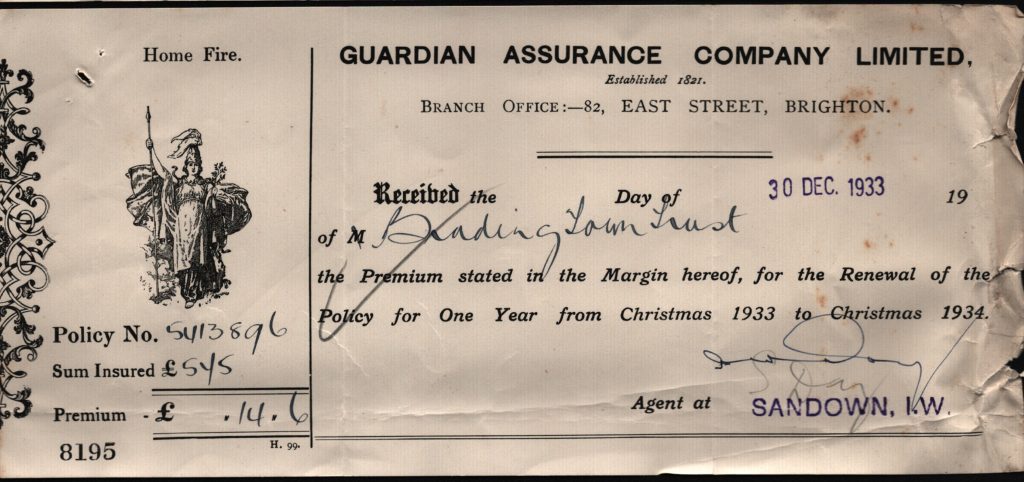 Home Fire.
Policy No. 5413896
Sum Insured £ 545
Premium - £ .14.6
8195
H. 99.
GUARDIAN ASSURANCE COMPANY LIMITED,
Established 1821.
BRANCH OFFICE:—82, EAST STREET, BRIGHTON.
Received the Day of 30 DEC. 1933 19
of M Brading Town Trust
the Premium stated in the Margin hereof, for the Renewal of the
Policy for One Year from Christmas 1933 to Christmas 1934.
Day
Agent at SANDOWN, I.W.